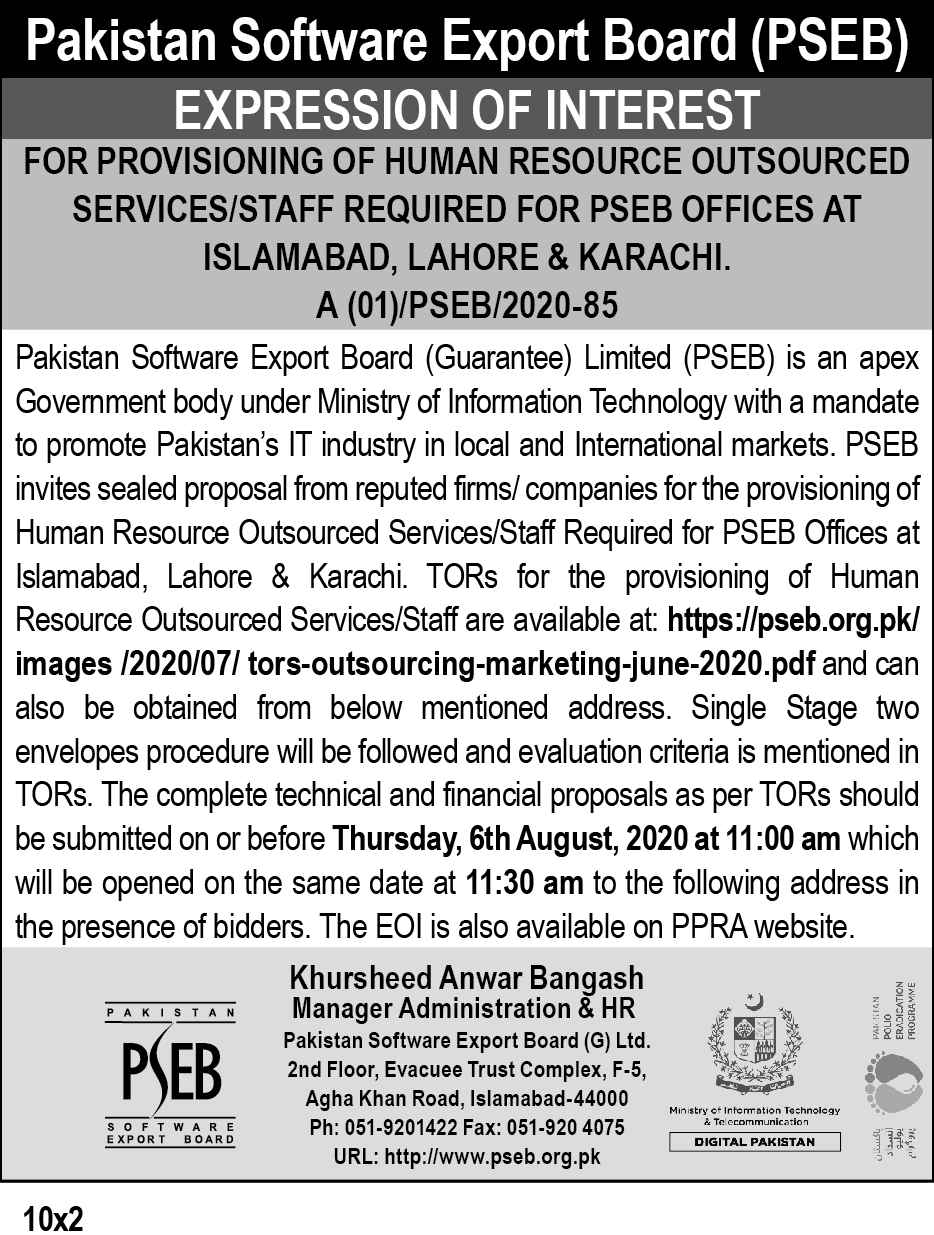 Pakistan Software Export Board (PSEB)
EXPRESSION OF INTEREST
FOR PROVISIONING OF HUMAN RESOURCE OUTSOURCED
SERVICES/STAFF REQUIRED FOR PSEB OFFICES AT
ISLAMABAD, LAHORE & KARACHI.
A (01)/PSEB/2020-85
Pakistan Software Export Board (Guarantee) Limited (PSEB) is an apex
Government body under Ministry of Information Technology with a mandate
to promote Pakistan’s IT industry in local and International markets. PSEB
invites sealed proposal from reputed firms/ companies for the provisioning of
Human Resource Outsourced Services/Staff Required for PSEB Offices at
Islamabad, Lahore & Karachi. TORs for the provisioning of Human
Resource Outsourced Services/Staff are available at: https://pseb.org.pk/
images /2020/07/ tors-outsourcing-marketing-june-2020.pdf and can
also be obtained from below mentioned address. Single Stage two
envelopes procedure will be followed and evaluation criteria is mentioned in
TORs. The complete technical and financial proposals as per TORs should
be submitted on or before Thursday, 6th August, 2020 at 11:00 am which
will be opened on the same date at 11:30 am to the following address in
the presence of bidders. The EOI is also available on PPRA website.
PAKISTAN
PSEB
SOFTWARE
EXPORT BOARD
Khursheed Anwar Bangash
Manager Administration & HR
Pakistan Software Export Board (G) Ltd.
2nd Floor, Evacuee Trust Complex, F-5,
Agha Khan Road, Islamabad-44000
Ph: 051-9201422 Fax: 051-920 4075
URL: http://www.pseb.org.pk
Ministry of Information Technology
& Telecommunication
DIGITAL PAKISTAN
PAKISTAN
POLIO
ERADICATION
PROGRAMME
پاکستان
انسداد
پولیو
پروگرام
10x2